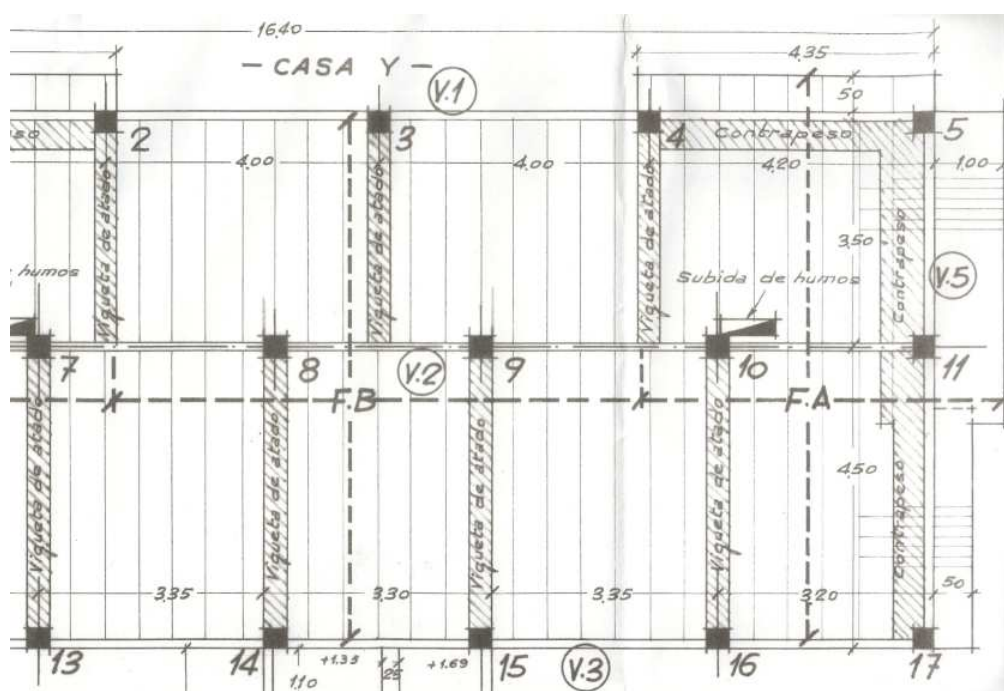 16.40
4.35
- CASA Y -
V.1
50
2
3
4
Contrapeso
5
4.00
4.00
4.20
1.00
Vigueta de atado
Vigueta de atado
Vigueta de atado
3.50
Contrapeso
V.5
humos
Subida de humos
7
8
V.2
9
10
11
F.B
F.A
Vigueta de atado
Vigueta de atado
Vigueta de atado
Vigueta de atado
4.50
Contrapeso
3.35
3.30
3.35
3.20
50
13
14
+1.35
+1.69
15
16
17
1.10
25
V.3